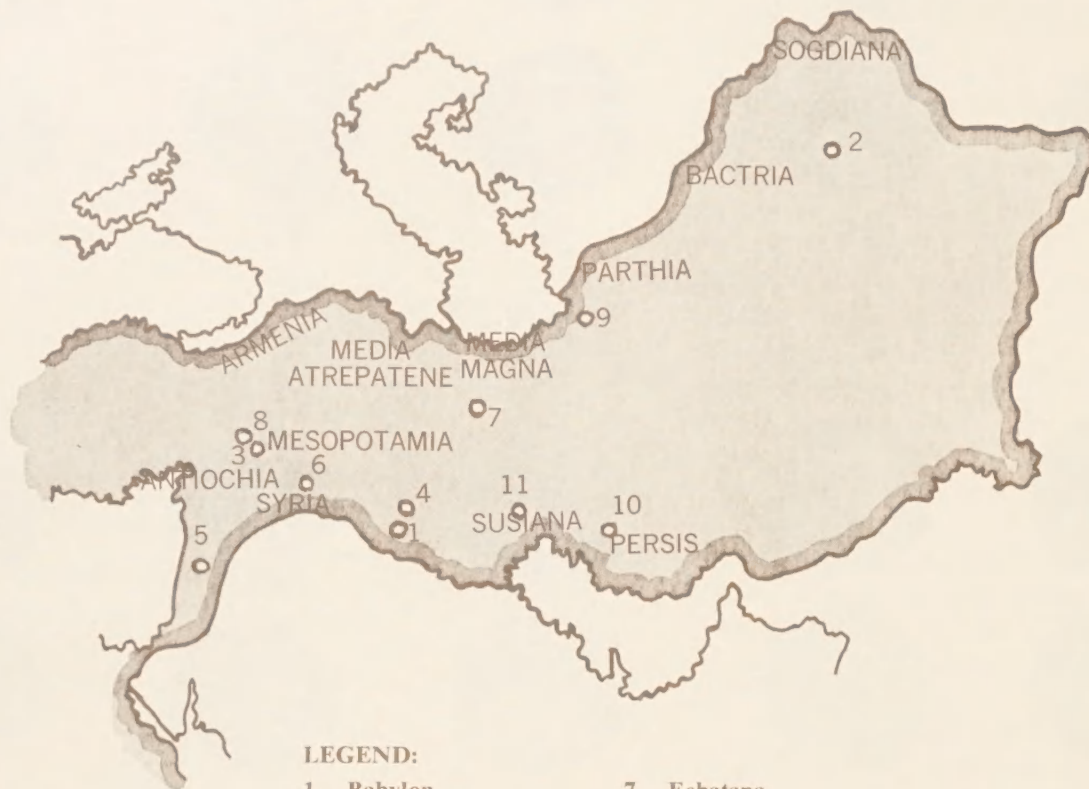 SOGDIANA
2
BACTRIA
PARTHIA
9
ARMENIA
MEDIA
ATREPATENE
MEDIA
MAGNA
7
8
3
MESOPOTAMIA
ANTIOCHIA
6
SYRIA
4
1
11
SUSIANA
10
PERSIS
5
LEGEND:
1 Babylon
7 Ecbatana